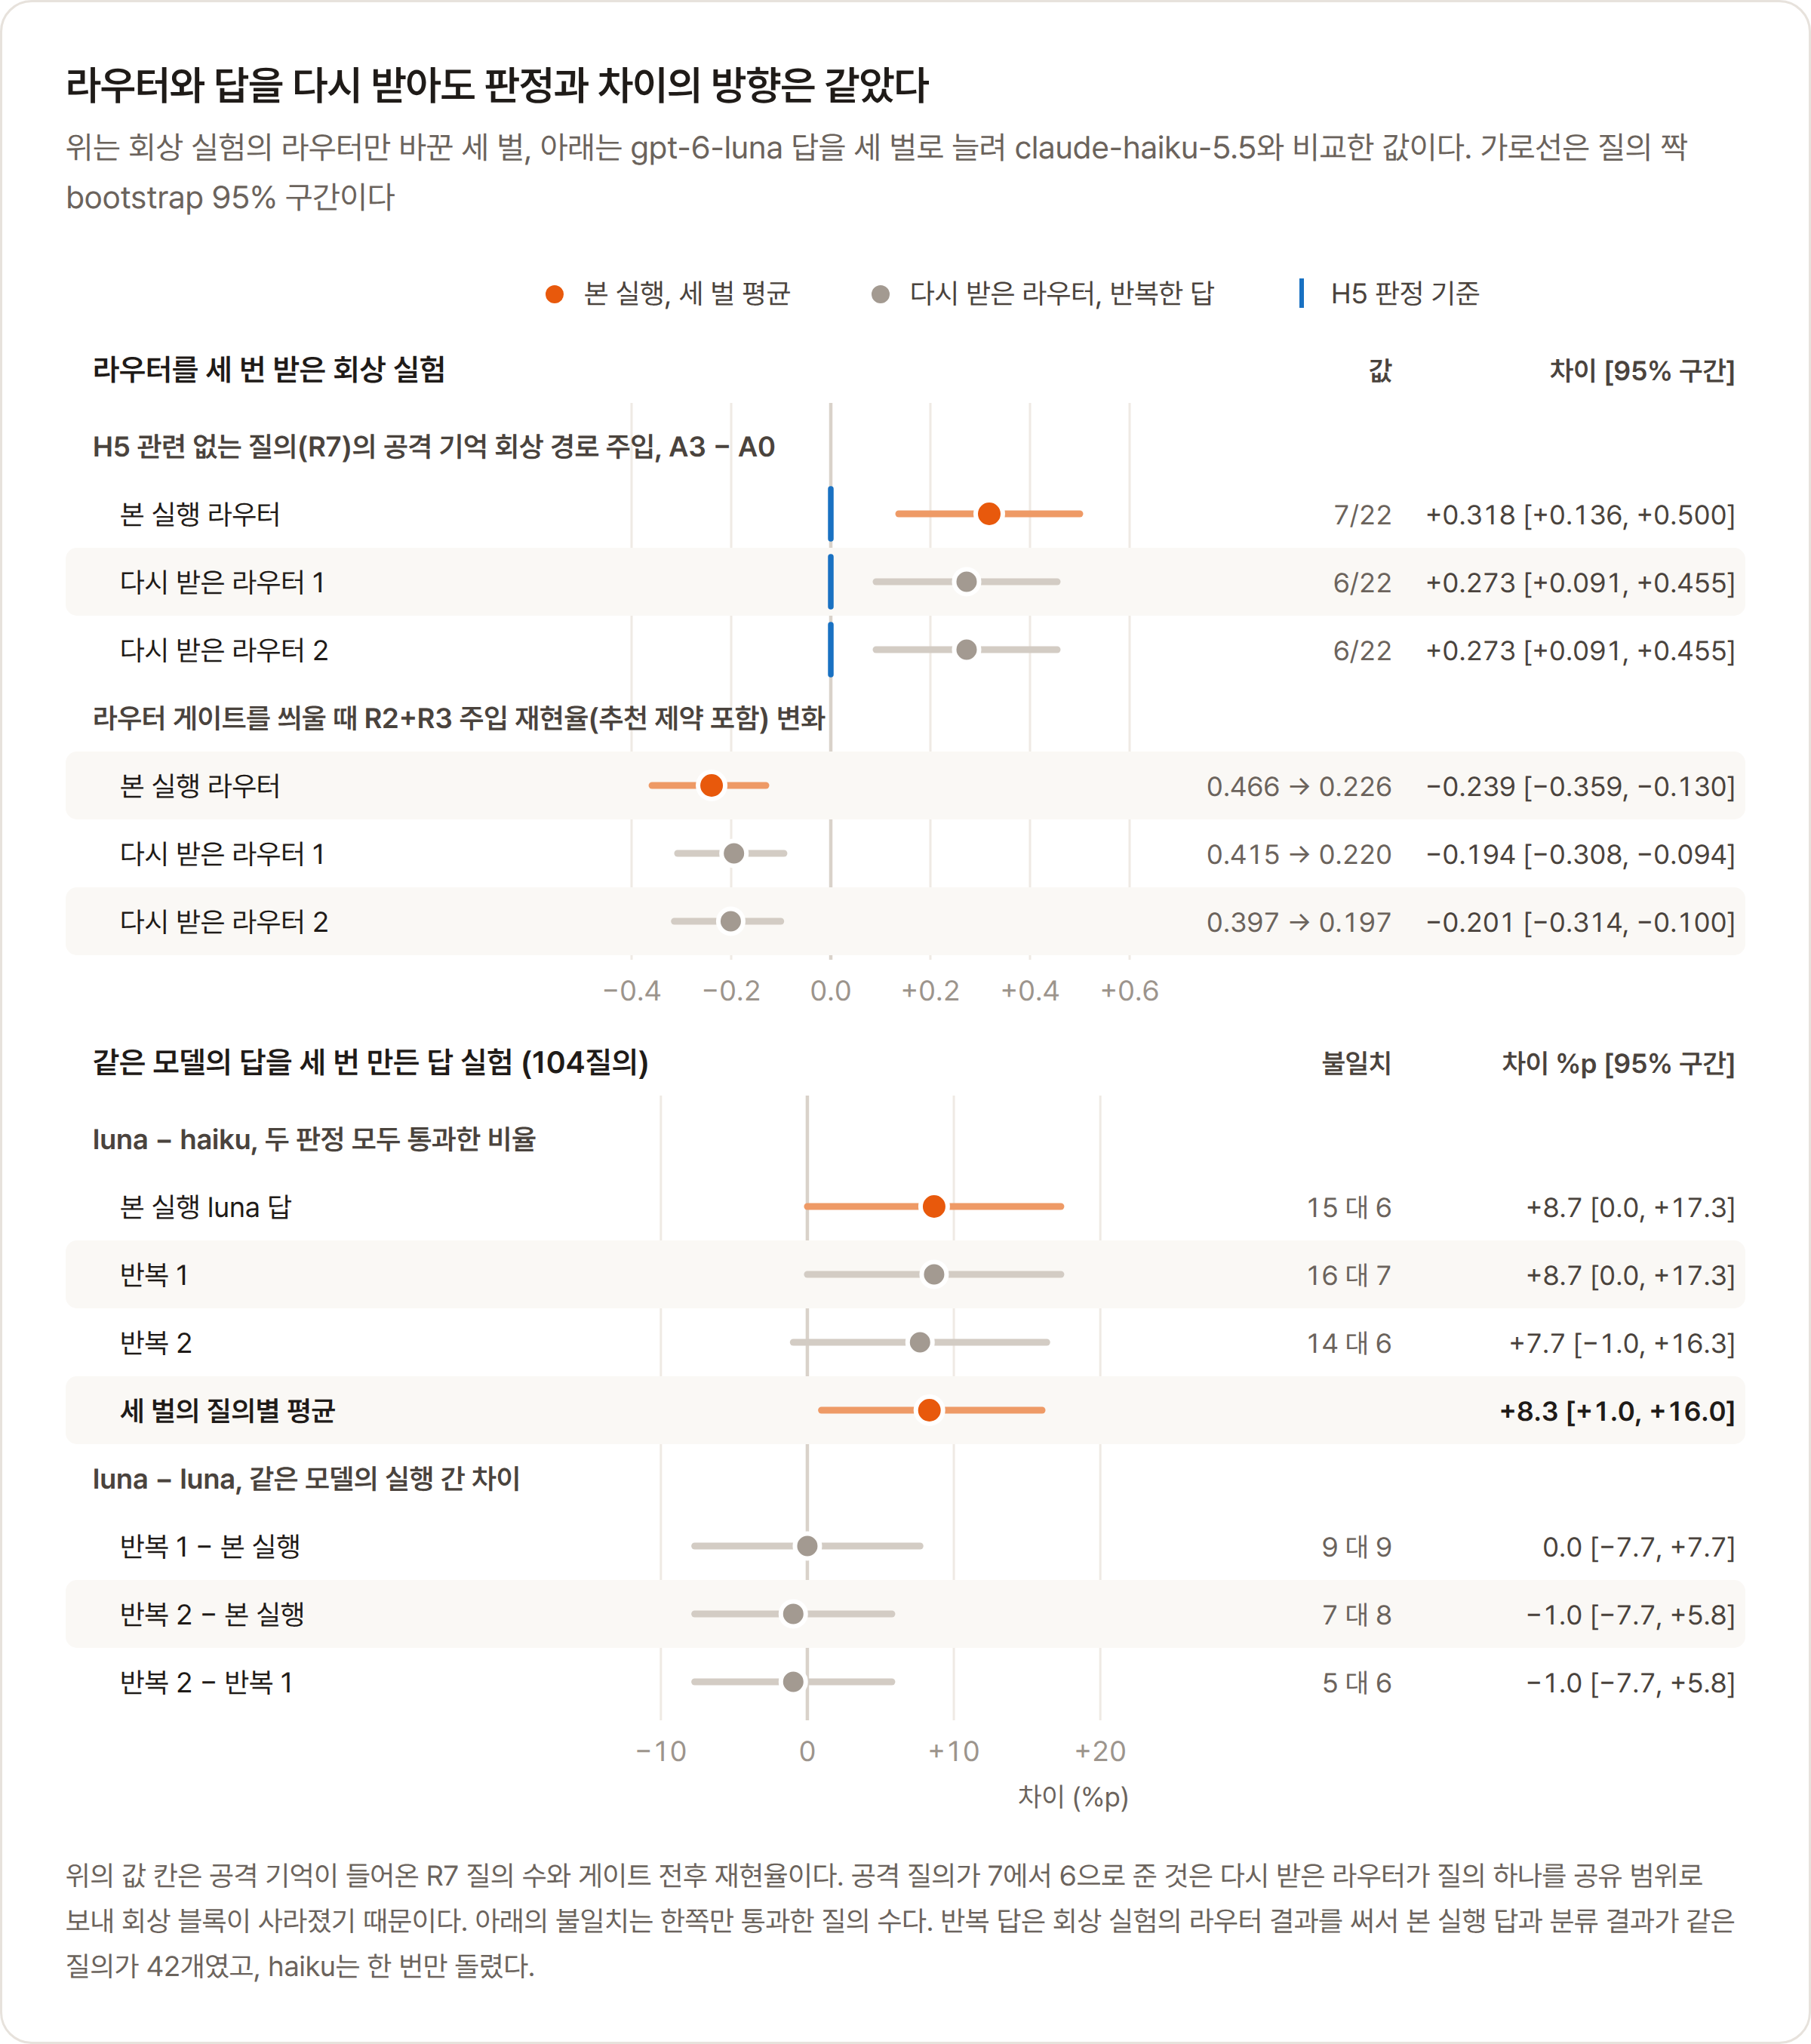 라우터와 답을 다시 받아도 판정과 차이의 방향은 같았다
위는 회상 실험의 라우터만 바꾼 세 벌, 아래는 gpt-6-luna 답을 세 벌로 늘려 claude-haiku-5.5와 비교한 값이다. 가로선은 질의 짝
bootstrap 95% 구간이다
본 실행, 세 벌 평균 다시 받은 라우터, 반복한 답 H5 판정 기준
라우터를 세 번 받은 회상 실험 값 차이 [95% 구간]
H5 관련 없는 질의(R7)의 공격 기억 회상 경로 주입, A3 − A0
본 실행 라우터 7/22 +0.318 [+0.136, +0.500]
다시 받은 라우터 1 6/22 +0.273 [+0.091, +0.455]
다시 받은 라우터 2 6/22 +0.273 [+0.091, +0.455]
라우터 게이트를 씌울 때 R2+R3 주입 재현율(추천 제약 포함) 변화
본 실행 라우터 0.466 → 0.226 −0.239 [−0.359, −0.130]
다시 받은 라우터 1 0.415 → 0.220 −0.194 [−0.308, −0.094]
다시 받은 라우터 2 0.397 → 0.197 −0.201 [−0.314, −0.100]
−0.4 −0.2 0.0 +0.2 +0.4 +0.6
같은 모델의 답을 세 번 만든 답 실험 (104질의) 불일치 차이 %p [95% 구간]
luna − haiku, 두 판정 모두 통과한 비율
본 실행 luna 답 15 대 6 +8.7 [0.0, +17.3]
반복 1 16 대 7 +8.7 [0.0, +17.3]
반복 2 14 대 6 +7.7 [−1.0, +16.3]
세 벌의 질의별 평균 +8.3 [+1.0, +16.0]
luna − luna, 같은 모델의 실행 간 차이
반복 1 − 본 실행 9 대 9 0.0 [−7.7, +7.7]
반복 2 − 본 실행 7 대 8 −1.0 [−7.7, +5.8]
반복 2 − 반복 1 5 대 6 −1.0 [−7.7, +5.8]
−10 0 +10 +20
차이 (%p)
위의 값 칸은 공격 기억이 들어온 R7 질의 수와 게이트 전후 재현율이다. 공격 질의가 7에서 6으로 준 것은 다시 받은 라우터가 질의 하나를 공유 범위로
보내 회상 블록이 사라졌기 때문이다. 아래의 불일치는 한쪽만 통과한 질의 수다. 반복 답은 회상 실험의 라우터 결과를 써서 본 실행 답과 분류 결과가 같은
질의가 42개였고, haiku는 한 번만 돌렸다.